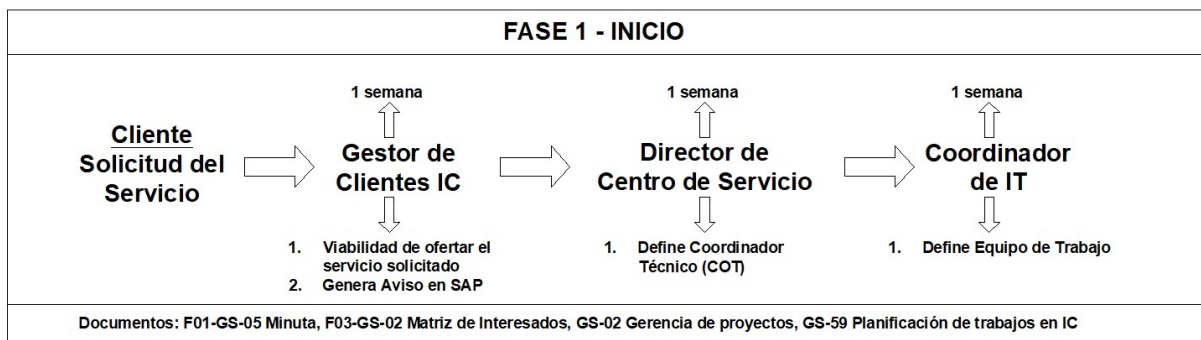 FASE 1 - INICIO
1 semana
1 semana
1 semana
Cliente
Solicitud del
Servicio
Gestor de
Clientes IC
Director de
Centro de Servicio
Coordinador
de IT
1. Viabilidad de ofertar el
servicio solicitado
2. Genera Aviso en SAP
1. Define Coordinador
Técnico (COT)
1. Define Equipo de Trabajo
Documentos: F01-GS-05 Minuta, F03-GS-02 Matriz de Interesados, GS-02 Gerencia de proyectos, GS-59 Planificación de trabajos en IC